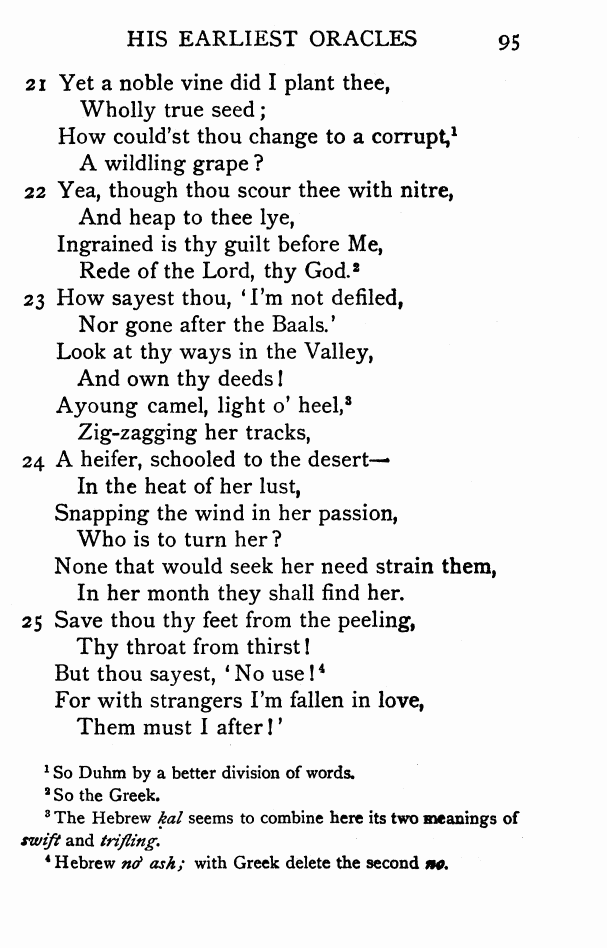 HIS EARLIEST ORACLES 95
21 Yet a noble vine did I plant thee,
Wholly true seed;
How could'st thou change to a corrupt,¹
A wildling grape?
22 Yea, though thou scour thee with nitre,
And heap to thee lye,
Ingrained is thy guilt before Me,
Rede of the Lord, thy God.²
23 How sayest thou, 'I'm not defiled,
Nor gone after the Baals.'
Look at thy ways in the Valley,
And own thy deeds!
Ayoung camel, light o' heel,³
Zig-zagging her tracks,
24 A heifer, schooled to the desert—
In the heat of her lust,
Snapping the wind in her passion,
Who is to turn her?
None that would seek her need strain them,
In her month they shall find her.
25 Save thou thy feet from the peeling,
Thy throat from thirst!
But thou sayest, 'No use!⁴
For with strangers I'm fallen in love,
Them must I after!'
¹ So Duhm by a better division of words.
² So the Greek.
³ The Hebrew ḳal seems to combine here its two meanings of
swift and trifling.
⁴ Hebrew no' ash; with Greek delete the second no.